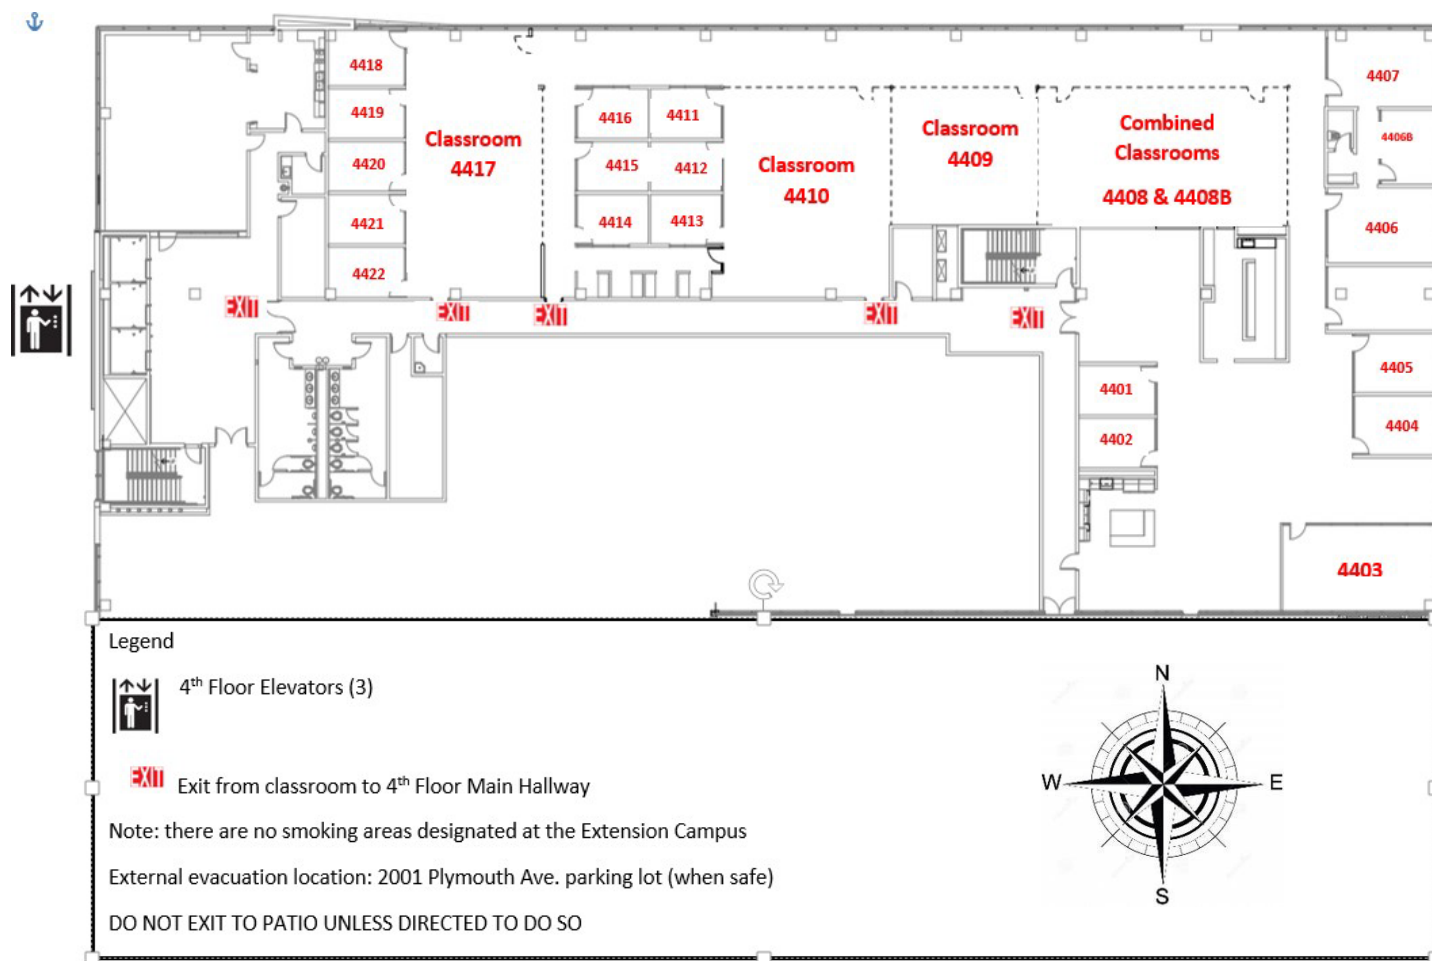 4418
4419
4420
4421
4422
Classroom
4417
4416
4411
4415
4412
4414
4413
Classroom
4410
Classroom
4409
Combined
Classrooms
4408 & 4408B
4407
4406B
4406
4405
4404
4401
4402
4403
EXIT
EXIT
EXIT
EXIT
EXIT
Legend
4th Floor Elevators (3)
EXIT Exit from classroom to 4th Floor Main Hallway
Note: there are no smoking areas designated at the Extension Campus
External evacuation location: 2001 Plymouth Ave. parking lot (when safe)
DO NOT EXIT TO PATIO UNLESS DIRECTED TO DO SO
N
W
E
S